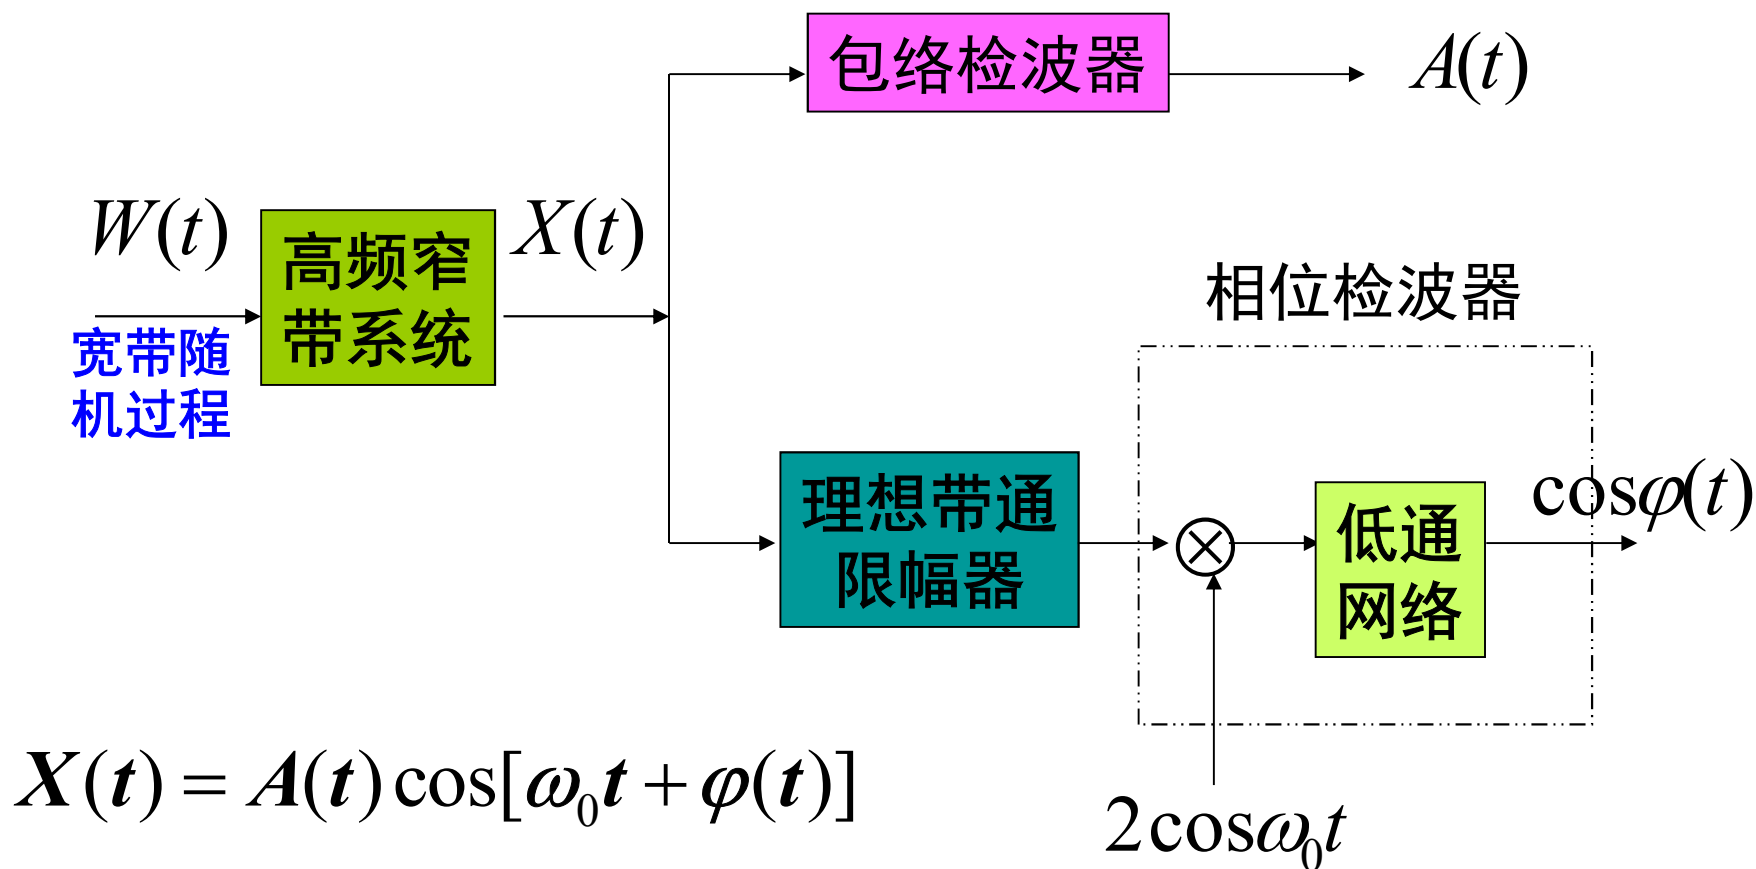 包络检波器
A(t)
W(t)
高频窄
带系统
X(t)
宽带随
机过程
相位检波器
理想带通
限幅器
低通
网络
cosφ(t)
X(t) = A(t) cos[ω₀t + φ(t)]
2cosω₀t